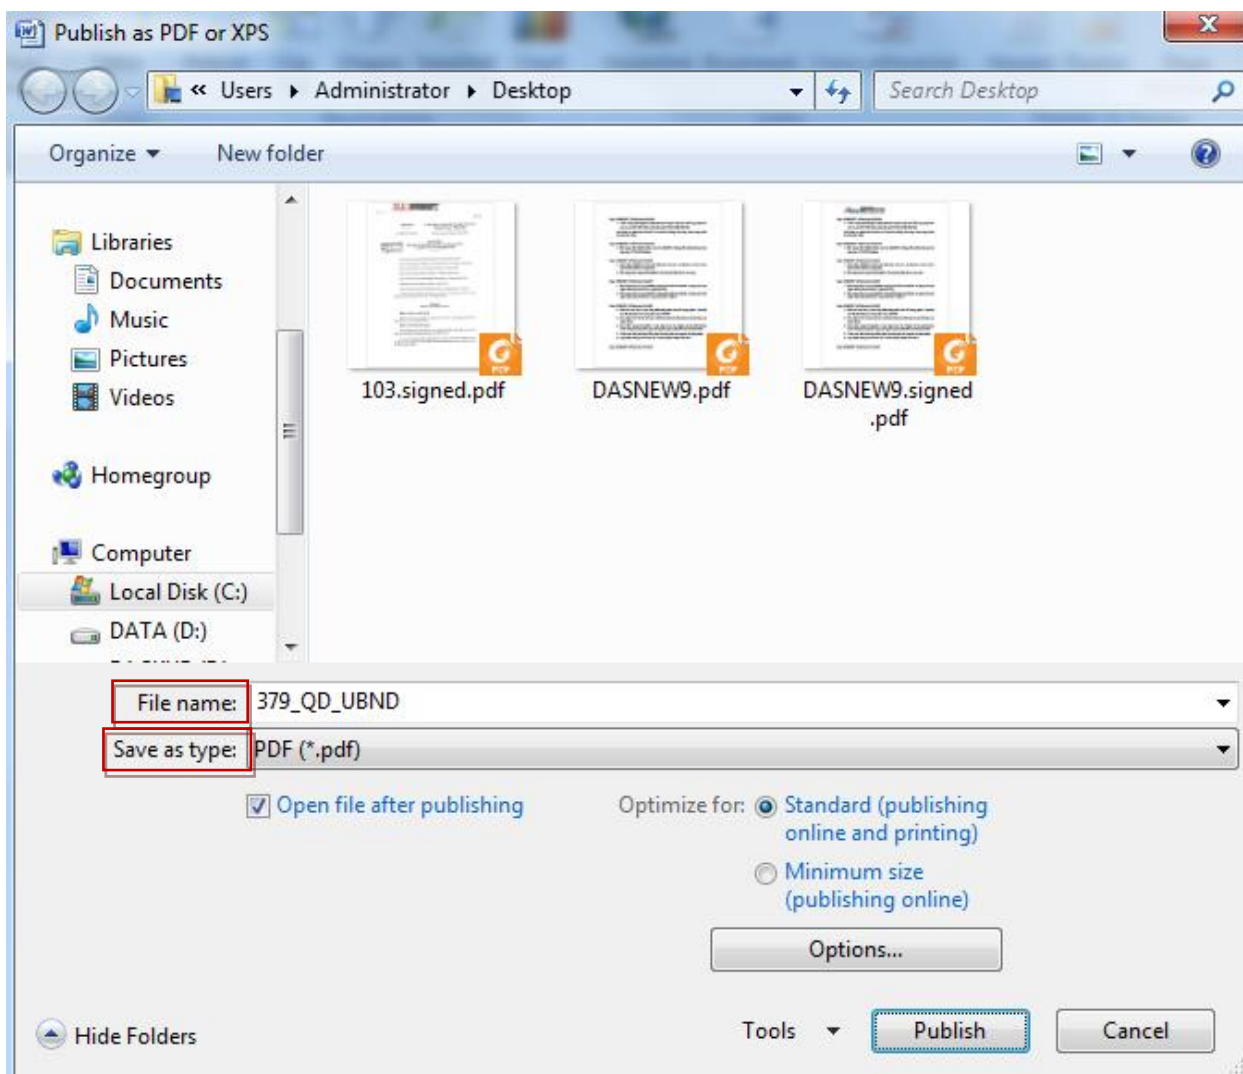 Publish as PDF or XPS
X
« Users Administrator Desktop
Search Desktop
Organize New folder
Libraries
Documents
Music
Pictures
Videos
Homegroup
Computer
Local Disk (C:)
DATA (D:)
103.signed.pdf
DASNEW9.pdf
DASNEW9.signed
.pdf
PDF
PDF
PDF
File name: 379_QD_UBND
Save as type: PDF (*.pdf)
Open file after publishing
Optimize for: Standard (publishing
online and printing)
Minimum size
(publishing online)
Options...
Hide Folders
Tools Publish Cancel